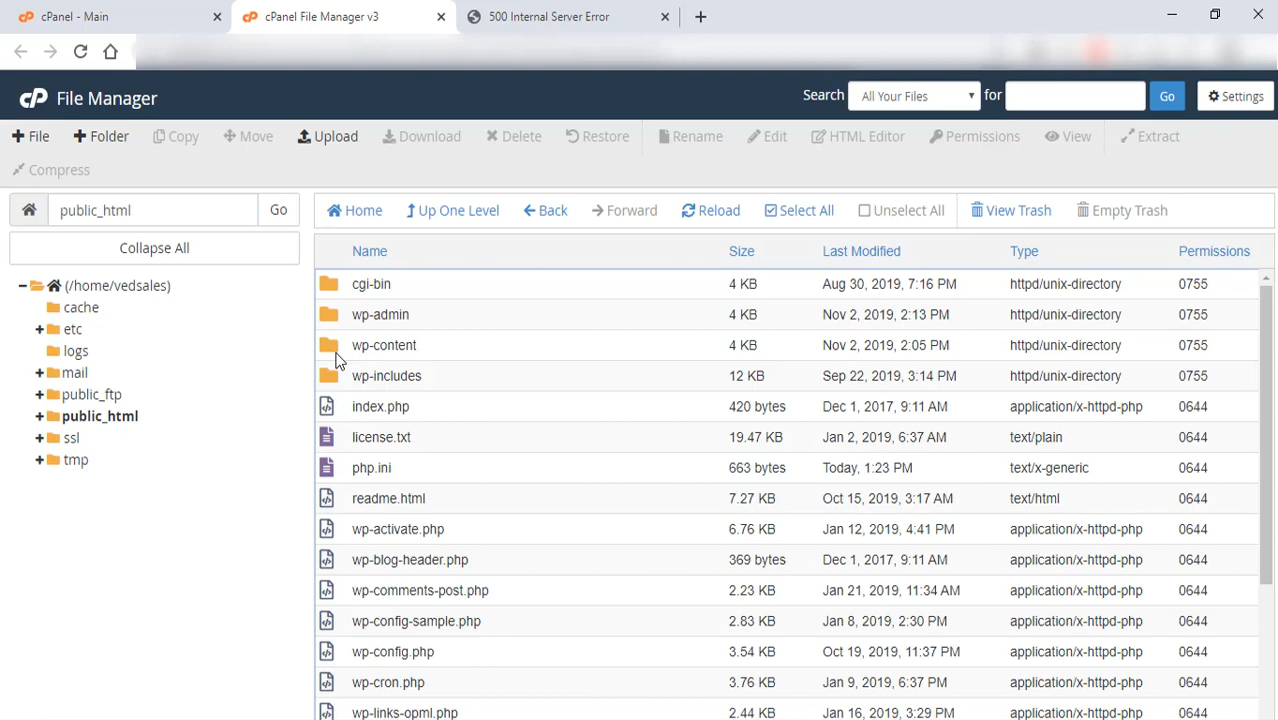 cPanel - Main
cPanel File Manager v3
500 Internal Server Error
cP File Manager
Search All Your Files for Go Settings
File Folder Copy Move Upload Download Delete Restore Rename Edit HTML Editor Permissions View Extract
Compress
public_html Go
Home Up One Level Back Forward Reload Select All Unselect All View Trash Empty Trash
Collapse All
Name Size Last Modified Type Permissions
(/home/vedsales)
cache
etc
logs
mail
public_ftp
public_html
ssl
tmp
cgi-bin 4 KB Aug 30, 2019, 7:16 PM httpd/unix-directory 0755
wp-admin 4 KB Nov 2, 2019, 2:13 PM httpd/unix-directory 0755
wp-content 4 KB Nov 2, 2019, 2:05 PM httpd/unix-directory 0755
wp-includes 12 KB Sep 22, 2019, 3:14 PM httpd/unix-directory 0755
index.php 420 bytes Dec 1, 2017, 9:11 AM application/x-httpd-php 0644
license.txt 19.47 KB Jan 2, 2019, 6:37 AM text/plain 0644
php.ini 663 bytes Today, 1:23 PM text/x-generic 0644
readme.html 7.27 KB Oct 15, 2019, 3:17 AM text/html 0644
wp-activate.php 6.76 KB Jan 12, 2019, 4:41 PM application/x-httpd-php 0644
wp-blog-header.php 369 bytes Dec 1, 2017, 9:11 AM application/x-httpd-php 0644
wp-comments-post.php 2.23 KB Jan 21, 2019, 11:34 AM application/x-httpd-php 0644
wp-config-sample.php 2.83 KB Jan 8, 2019, 2:30 PM application/x-httpd-php 0644
wp-config.php 3.54 KB Oct 19, 2019, 11:37 PM application/x-httpd-php 0644
wp-cron.php 3.76 KB Jan 9, 2019, 6:37 PM application/x-httpd-php 0644
wp-links-opml.php 2.44 KB Jan 16, 2019, 3:29 PM application/x-httpd-php 0644